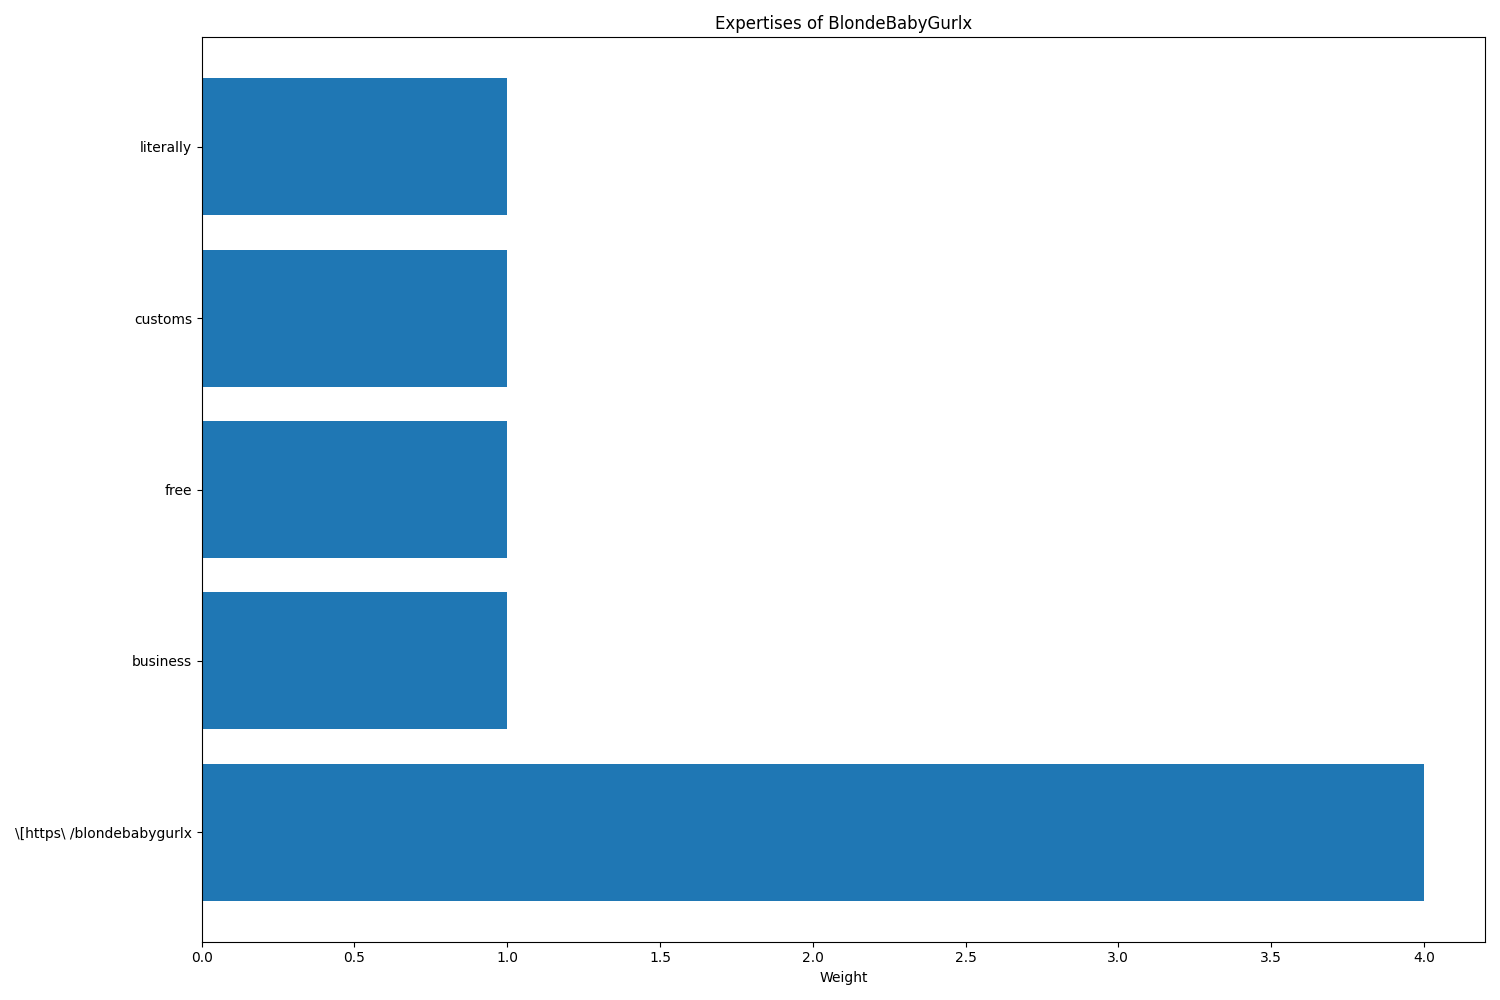 Expertises of BlondeBabyGurlx
literally
customs
free
business
\[https\ /blondebabygurlx
0.0 0.5 1.0 1.5 2.0 2.5 3.0 3.5 4.0
Weight